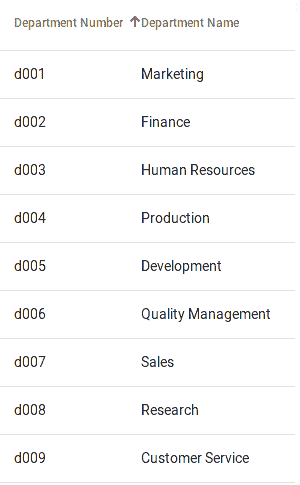 Department Number ↑ Department Name
d001 Marketing
d002 Finance
d003 Human Resources
d004 Production
d005 Development
d006 Quality Management
d007 Sales
d008 Research
d009 Customer Service